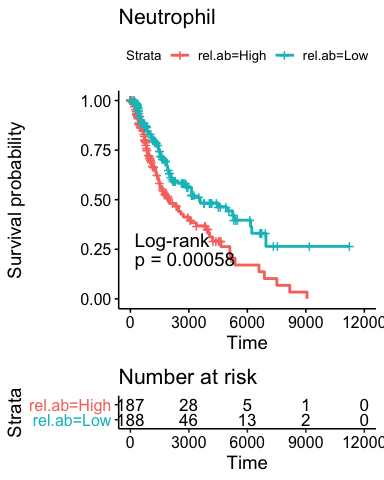 Neutrophil
Strata rel.ab=High rel.ab=Low
Survival probability
1.00
0.75
0.50
0.25
0.00
Log-rank
p = 0.00058
0 3000 6000 9000 12000
Time
Number at risk
Strata
rel.ab=High 187 28 5 1 0
rel.ab=Low 188 46 13 2 0
0 3000 6000 9000 12000
Time